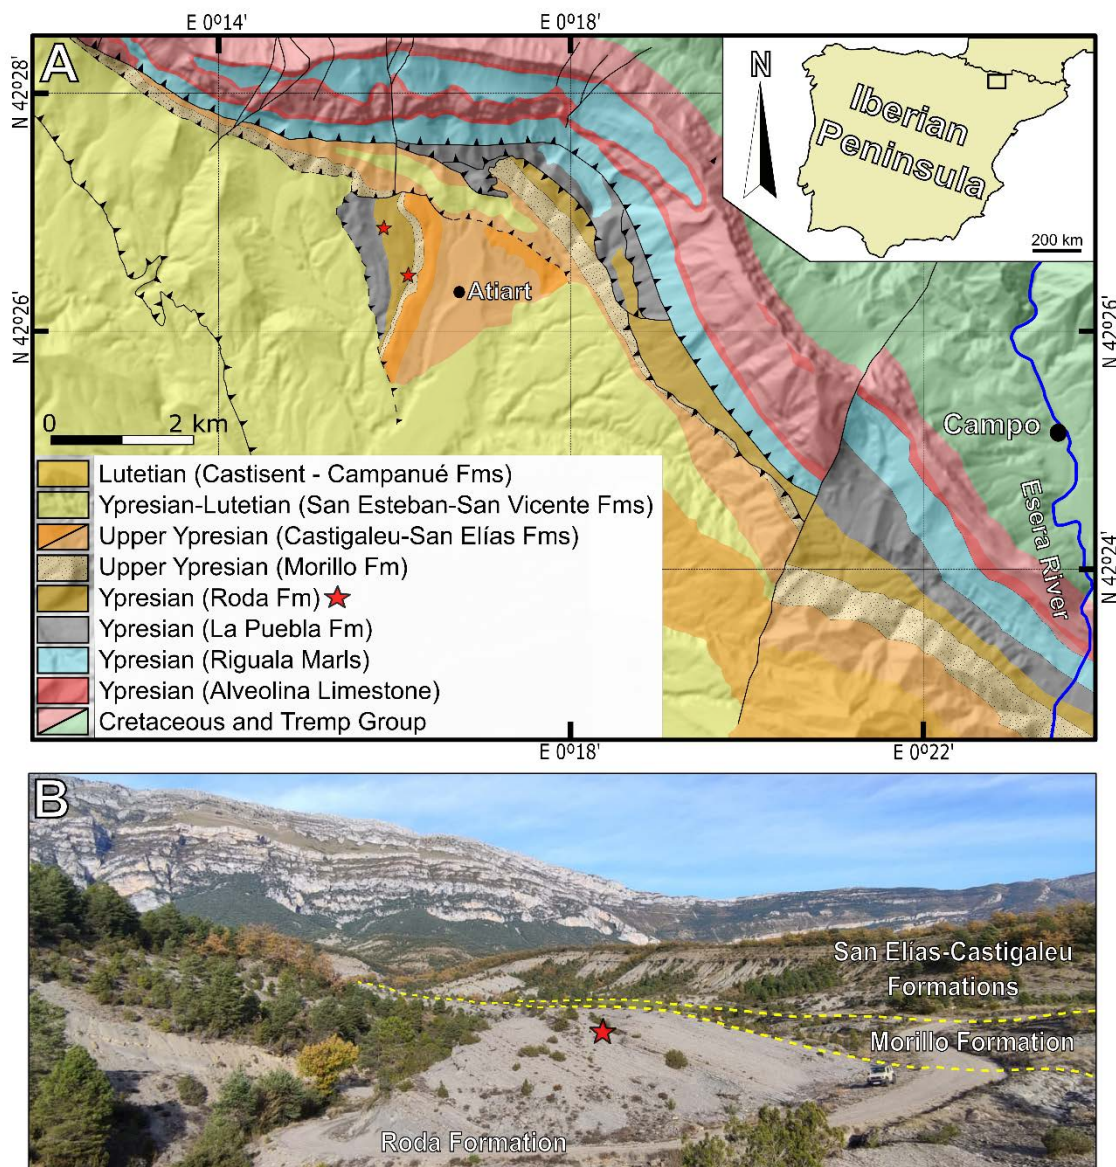 E 0º14'
E 0º18'
A
N 42º28'
N
Iberian
Peninsula
200 km
Atiart
N 42º26'
N 42º26'
0
2 km
Campo
Esera River
N 42º24'
Lutetian (Castisent - Campanué Fms)
Ypresian-Lutetian (San Esteban-San Vicente Fms)
Upper Ypresian (Castigaleu-San Elías Fms)
Upper Ypresian (Morillo Fm)
Ypresian (Roda Fm)
Ypresian (La Puebla Fm)
Ypresian (Riguala Marls)
Ypresian (Alveolina Limestone)
Cretaceous and Tremp Group
E 0º18'
E 0º22'
B
San Elías-Castigaleu
Formations
Morillo Formation
Roda Formation